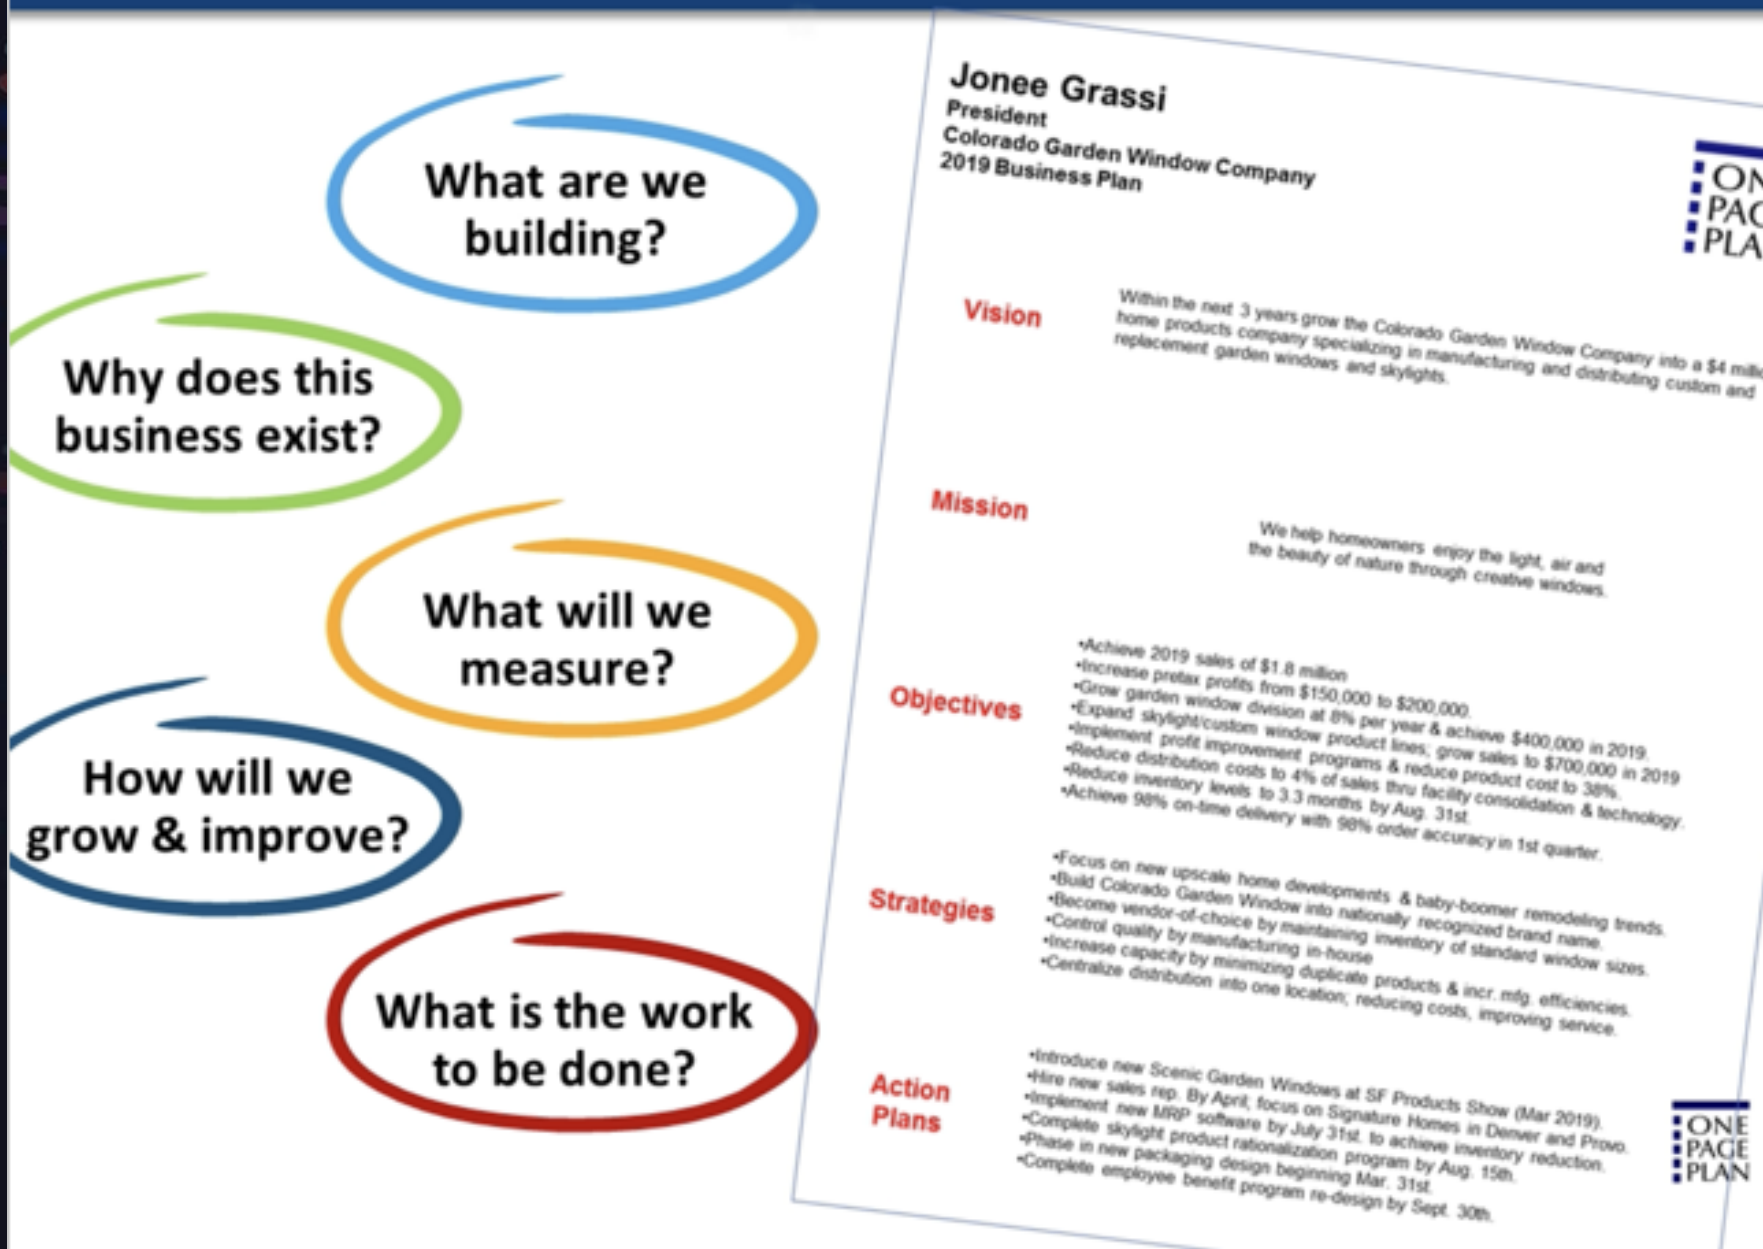 What are we
building?
Why does this
business exist?
What will we
measure?
How will we
grow & improve?
What is the work
to be done?
Jonee Grassi
President
Colorado Garden Window Company
2019 Business Plan
ON
PAG
PLA
Vision
Within the next 3 years grow the Colorado Garden Window Company into a $4 millio
home products company specializing in manufacturing and distributing custom and
replacement garden windows and skylights.
Mission
We help homeowners enjoy the light, air and
the beauty of nature through creative windows.
Objectives
•Achieve 2019 sales of $1.8 million
•Increase pretax profits from $150,000 to $200,000.
•Grow garden window division at 8% per year & achieve $400,000 in 2019.
•Expand skylight/custom window product lines; grow sales to $700,000 in 2019
•Implement profit improvement programs & reduce product cost to 38%.
•Reduce distribution costs to 4% of sales thru facility consolidation & technology.
•Reduce inventory levels to 3.3 months by Aug. 31st.
•Achieve 98% on-time delivery with 98% order accuracy in 1st quarter.
Strategies
•Focus on new upscale home developments & baby-boomer remodeling trends.
•Build Colorado Garden Window into nationally recognized brand name.
•Become vendor-of-choice by maintaining inventory of standard window sizes.
•Control quality by manufacturing in-house
•Increase capacity by minimizing duplicate products & incr. mfg. efficiencies.
•Centralize distribution into one location; reducing costs, improving service.
Action
Plans
•Introduce new Scenic Garden Windows at SF Products Show (Mar 2019).
•Hire new sales rep. By April; focus on Signature Homes in Denver and Provo.
•Implement new MRP software by July 31st. to achieve inventory reduction.
•Complete skylight product rationalization program by Aug. 15th.
•Phase in new packaging design beginning Mar. 31st.
•Complete employee benefit program re-design by Sept. 30th.
ONE
PAGE
PLAN